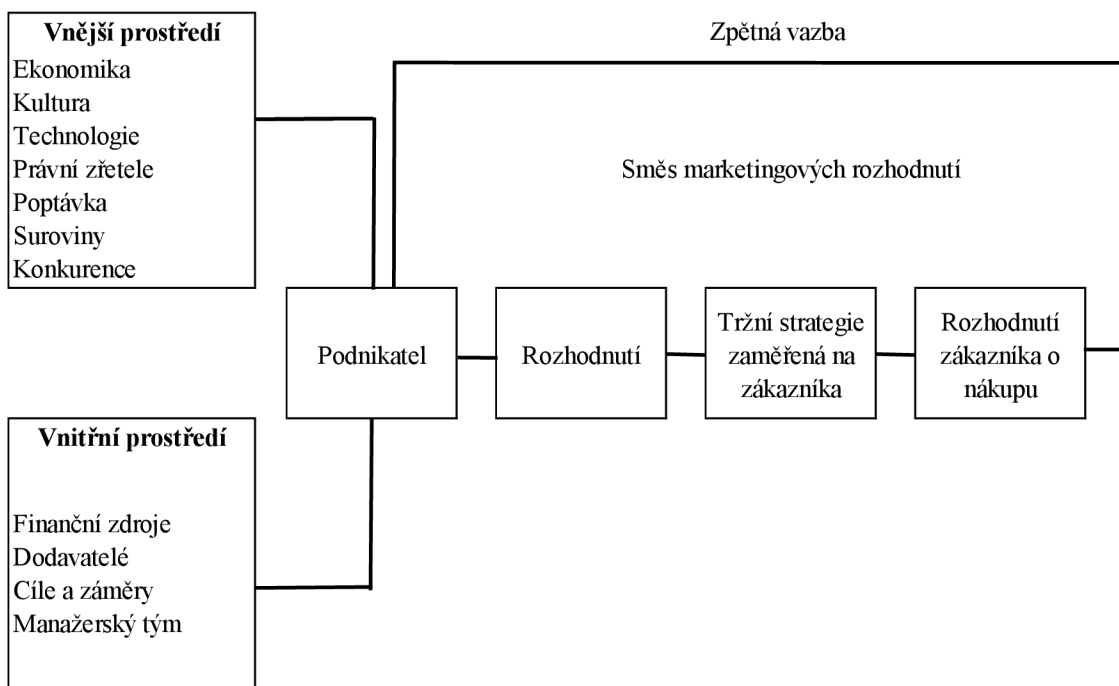 Vnější prostředí
Ekonomika
Kultura
Technologie
Právní zřetele
Poptávka
Suroviny
Konkurence
Zpětná vazba
Směs marketingových rozhodnutí
Podnikatel
Rozhodnutí
Tržní strategie
zaměřená na
zákazníka
Rozhodnutí
zákazníka o
nákupu
Vnitřní prostředí
Finanční zdroje
Dodavatelé
Cíle a záměry
Manažerský tým